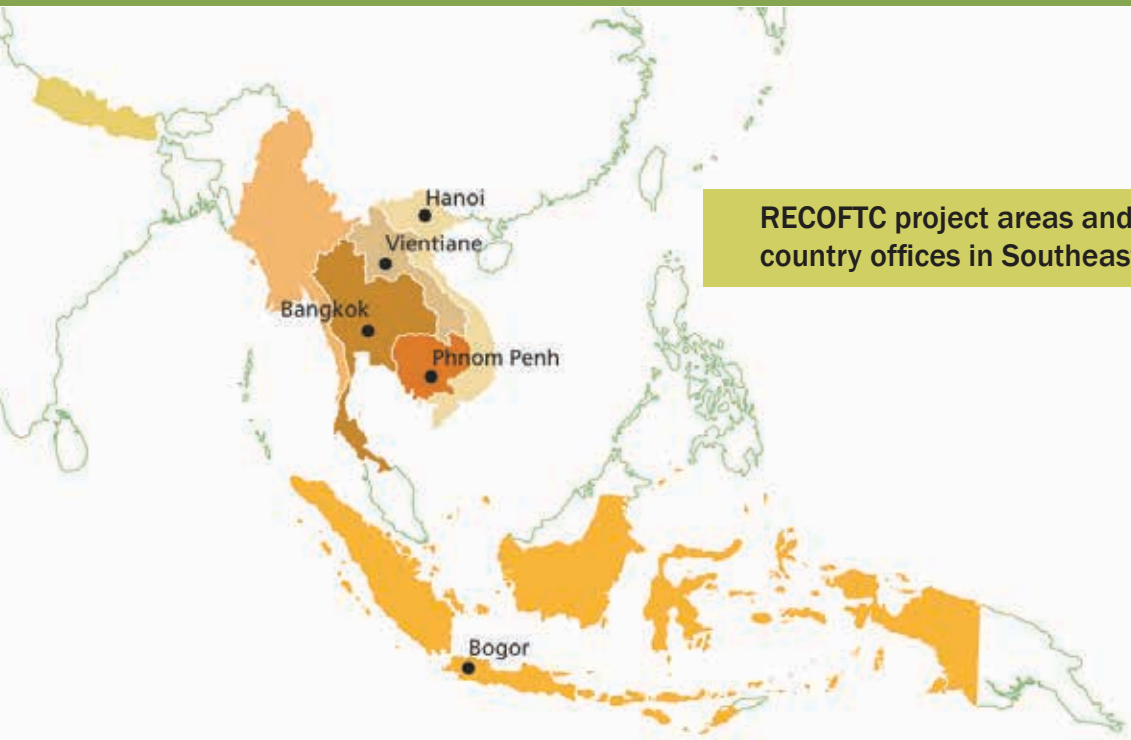 Hanoi
Vientiane
RECOFTC project areas and
country offices in Southeas
Bangkok
Phnom Penh
Bogor